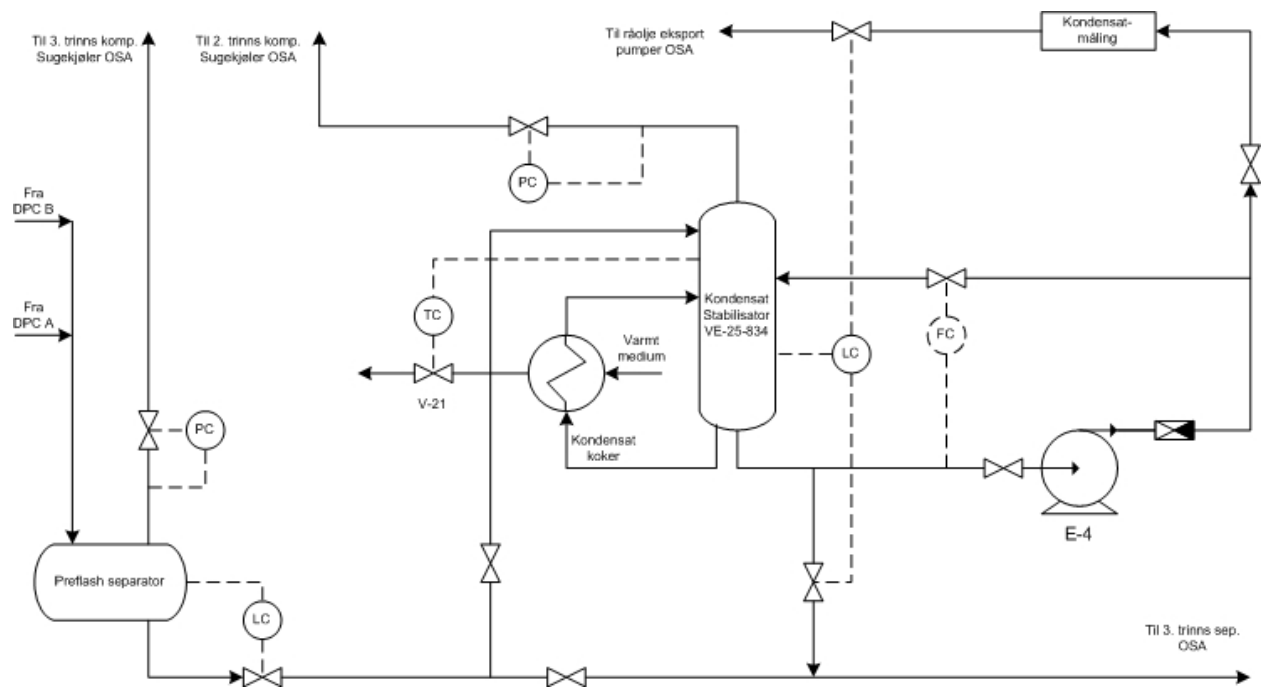 Til 3. trinns komp.
Sugekjøler OSA
Til 2. trinns komp.
Sugekjøler OSA
Til råolje eksport
pumper OSA
Kondensat-
måling
PC
Fra
DPC B
Fra
DPC A
TC
Kondensat
Stabilisator
VE-25-834
FC
Varmt
medium
LC
V-21
PC
Kondensat
koker
E-4
Preflash separator
LC
Til 3. trinns sep.
OSA